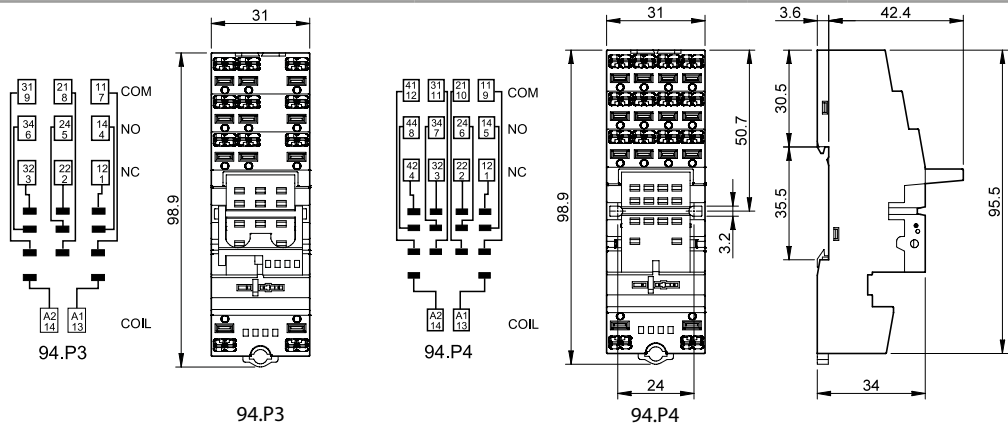 31
98.9
31 21 11
9 8 7
COM
34 24 14
6 5 4
NO
32 22 12
3 2 1
NC
A2 A1
14 13
COIL
94.P3
94.P3
41 31 21 11
12 11 10 9
COM
44 34 24 14
8 7 6 5
NO
42 32 22 12
4 3 2 1
NC
A2 A1
14 13
COIL
94.P4
31
98.9
50.7
3.2
24
94.P4
3.6
42.4
30.5
35.5
95.5
34